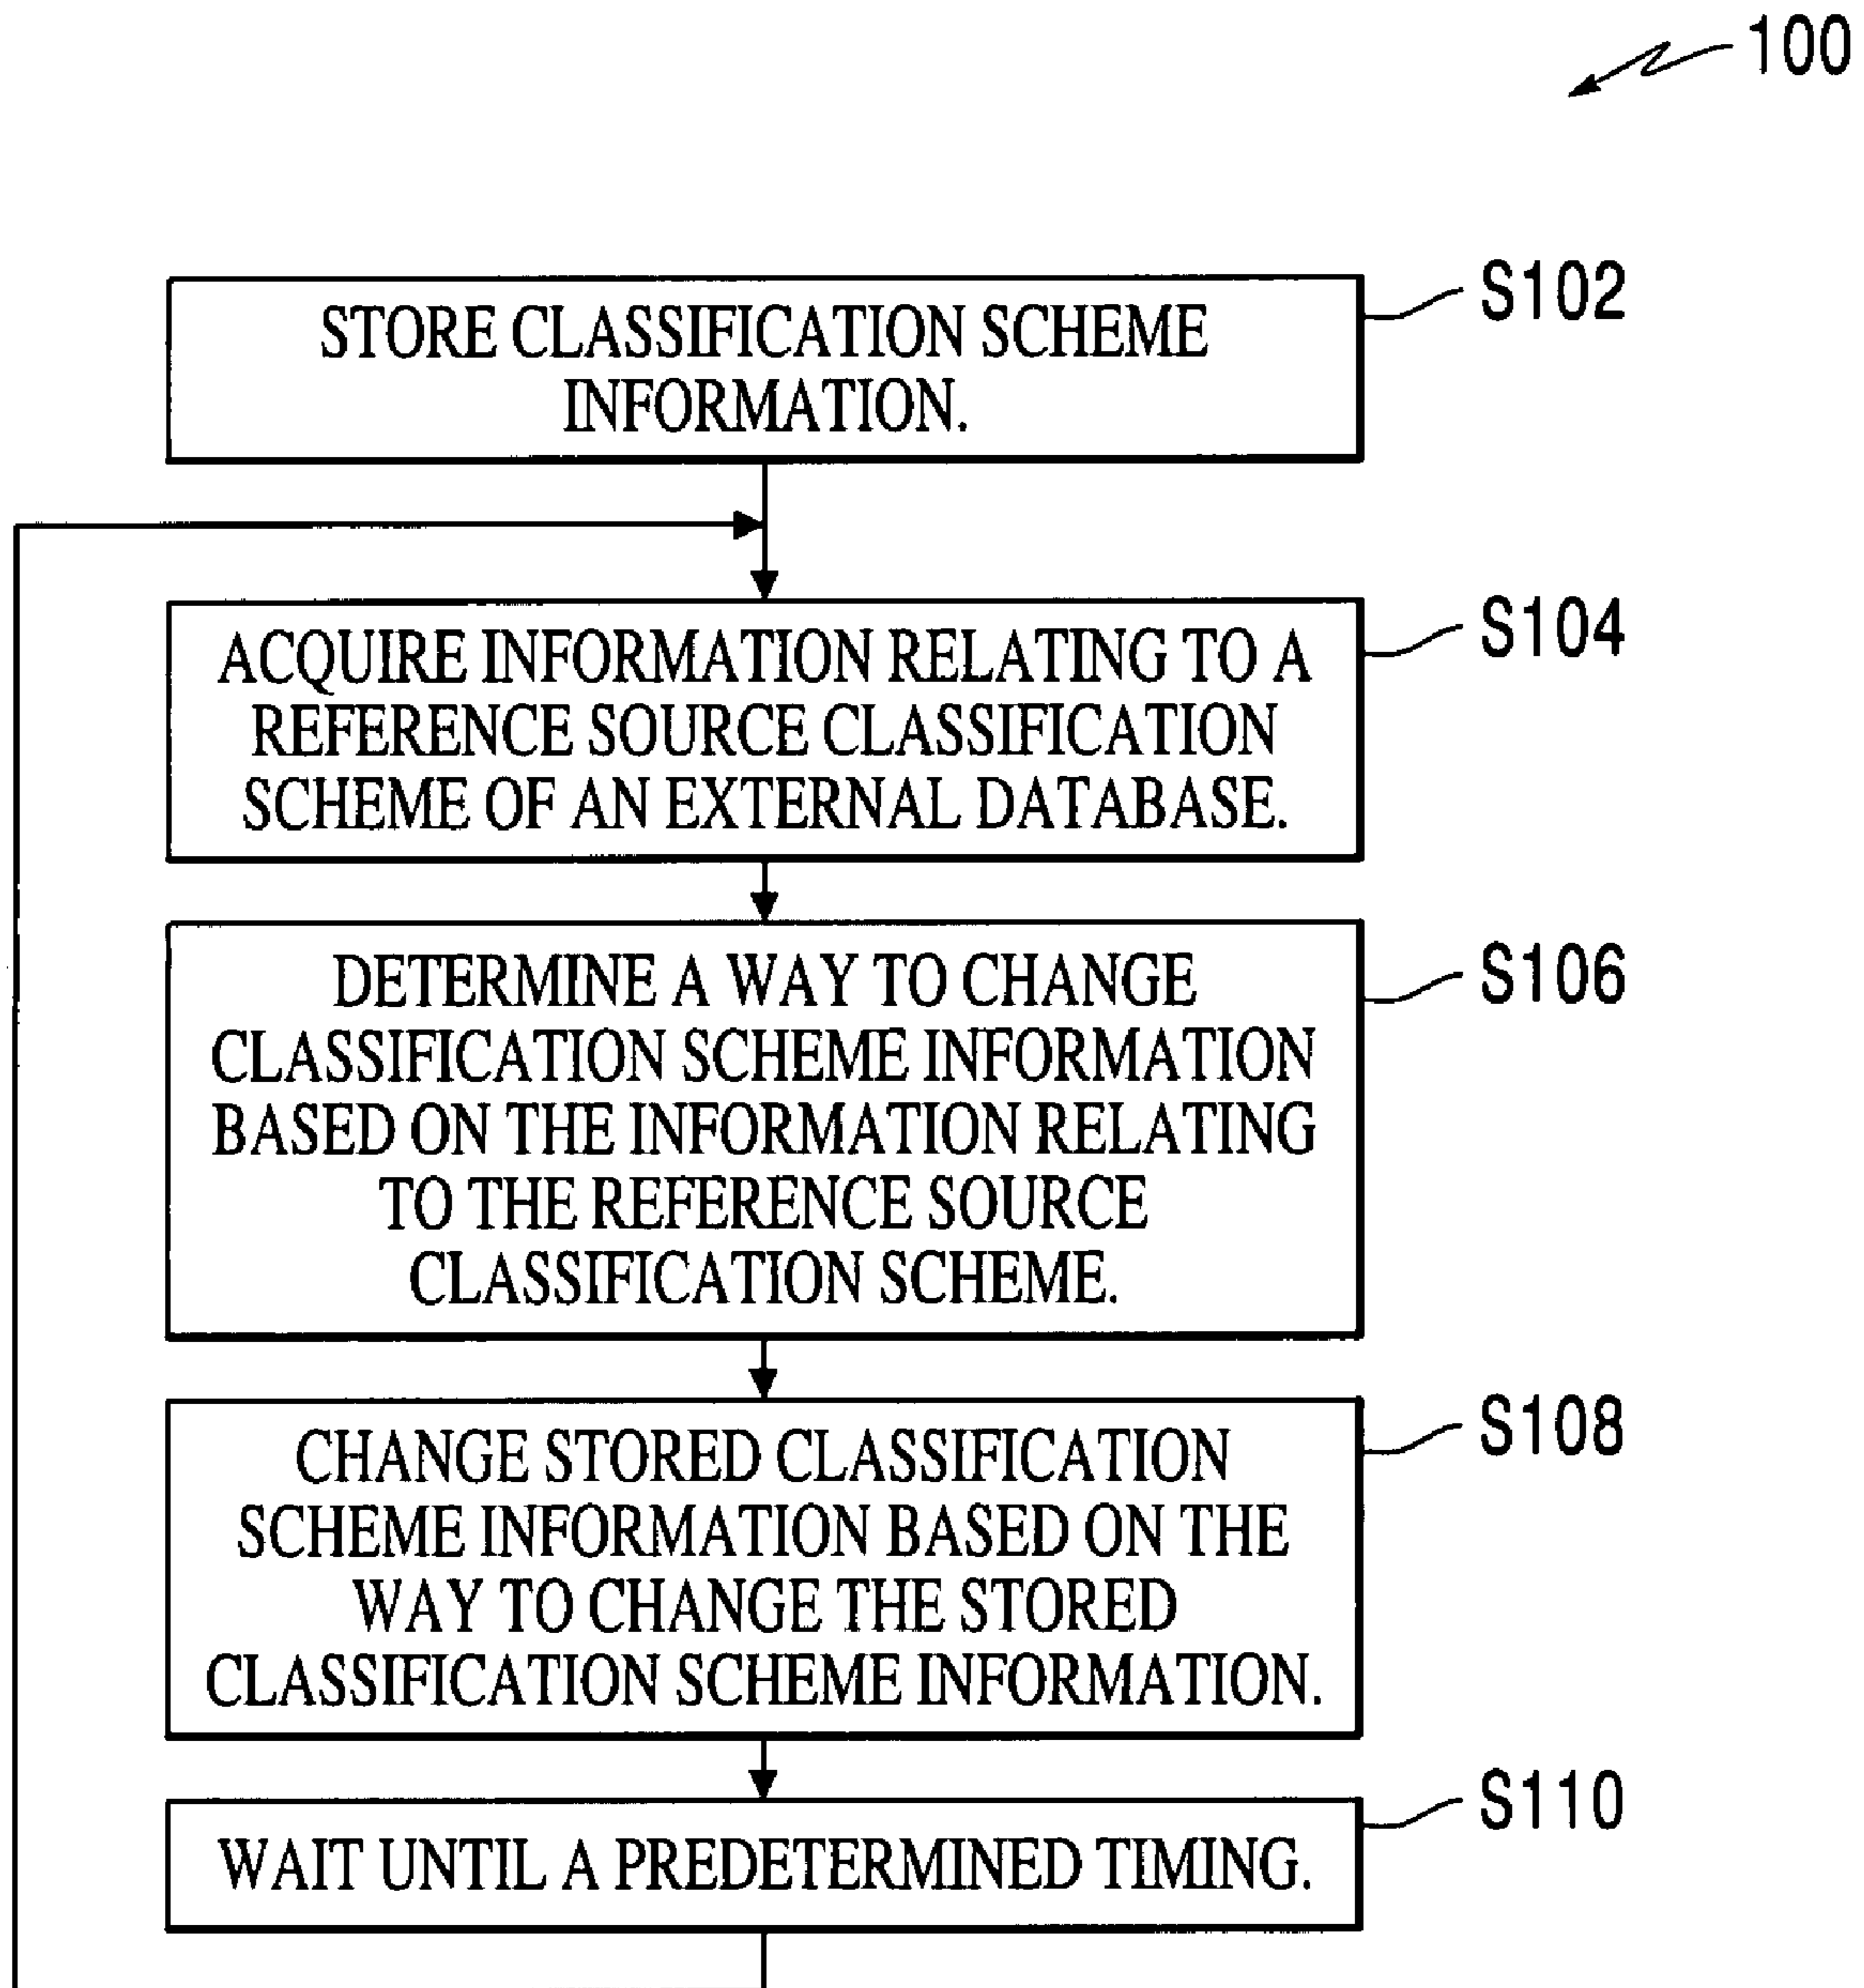 100
S102
STORE CLASSIFICATION SCHEME
INFORMATION.
S104
ACQUIRE INFORMATION RELATING TO A
REFERENCE SOURCE CLASSIFICATION
SCHEME OF AN EXTERNAL DATABASE.
S106
DETERMINE A WAY TO CHANGE
CLASSIFICATION SCHEME INFORMATION
BASED ON THE INFORMATION RELATING
TO THE REFERENCE SOURCE
CLASSIFICATION SCHEME.
S108
CHANGE STORED CLASSIFICATION
SCHEME INFORMATION BASED ON THE
WAY TO CHANGE THE STORED
CLASSIFICATION SCHEME INFORMATION.
S110
WAIT UNTIL A PREDETERMINED TIMING.